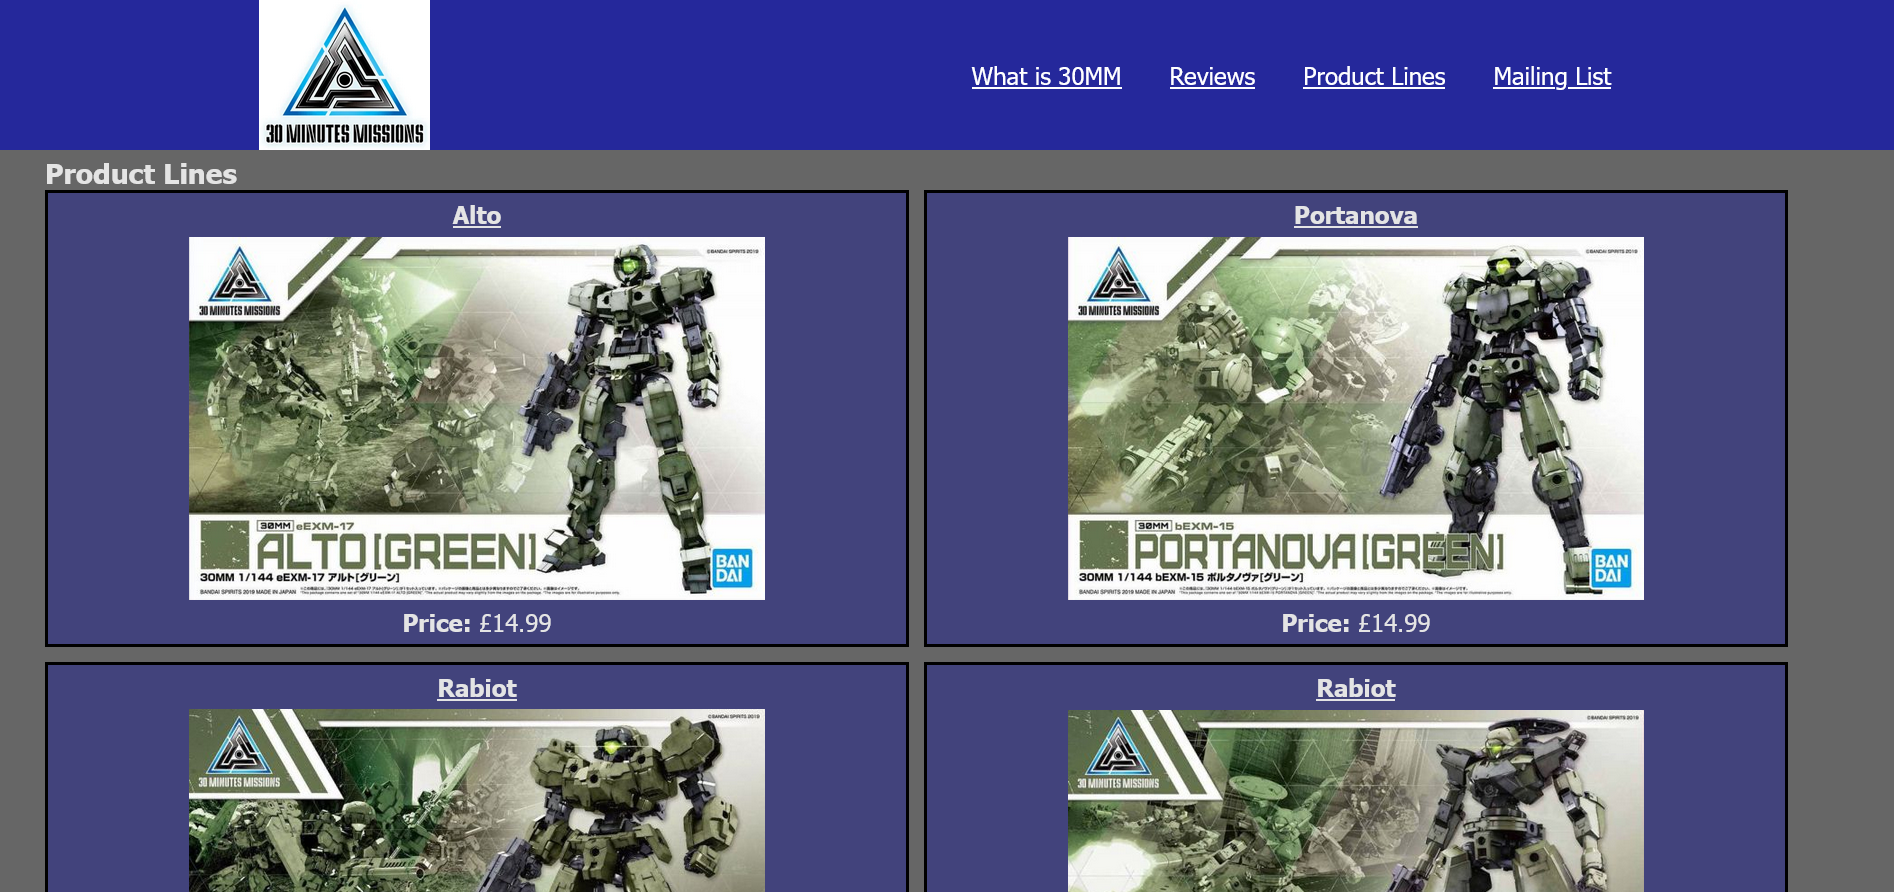 30 MINUTES MISSIONS
What is 30MM
Reviews
Product Lines
Mailing List
Product Lines
Alto
©BANDAI SPIRITS 2019
30 MINUTES MISSIONS
30MM eEXM-17
ALTO [GREEN]
30MM 1/144 eEXM-17 アルト[グリーン]
BANDAI SPIRITS 2019 MADE IN JAPAN
BAN
DAI
Price: £14.99
Portanova
©BANDAI SPIRITS 2019
30 MINUTES MISSIONS
30MM bEXM-15
PORTANOVA [GREEN]
30MM 1/144 bEXM-15 ポルタノヴァ[グリーン]
BANDAI SPIRITS 2019 MADE IN JAPAN
BAN
DAI
Price: £14.99
Rabiot
©BANDAI SPIRITS 2019
30 MINUTES MISSIONS
Rabiot
©BANDAI SPIRITS 2019
30 MINUTES MISSIONS